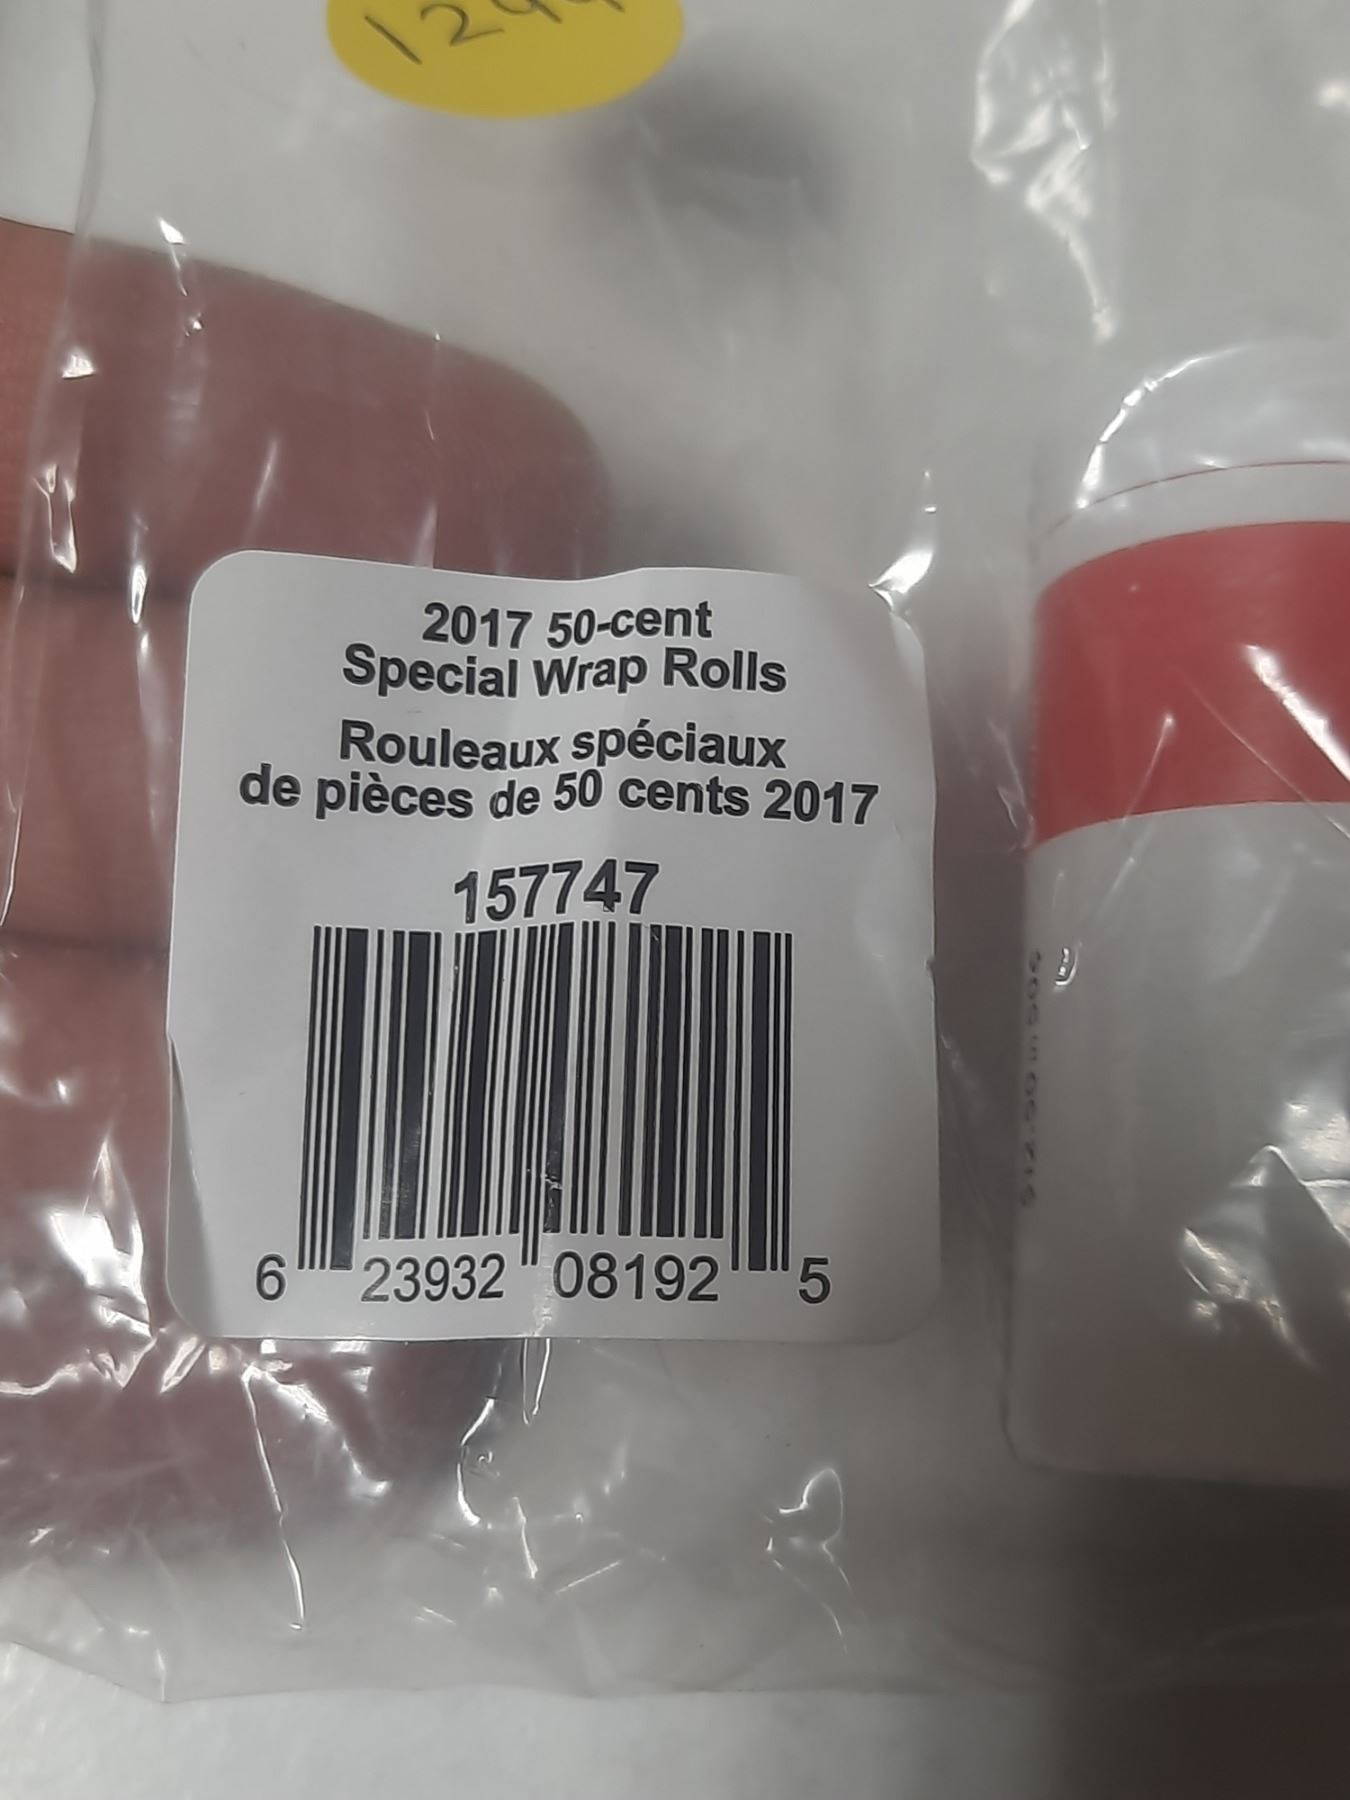 2017 50-cent
Special Wrap Rolls
Rouleaux spéciaux
de pièces de 50 cents 2017
157747
6 23932 08192 5